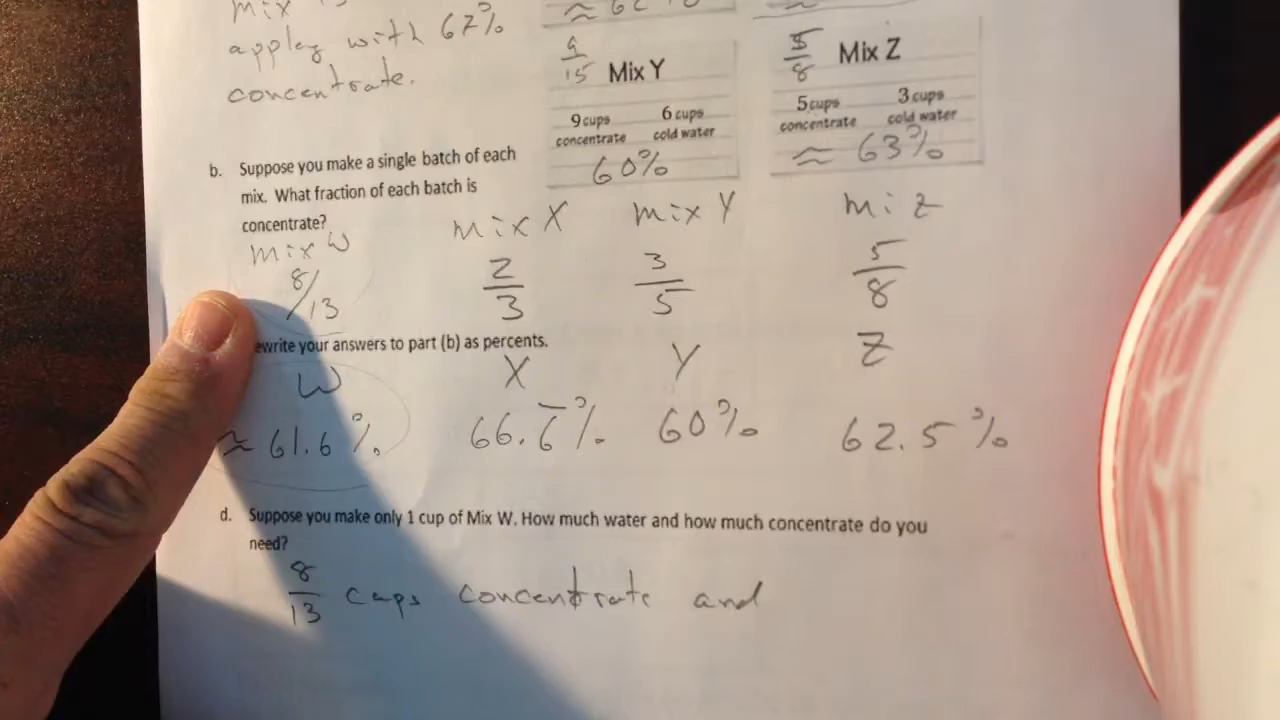 mix
appley with 67%
concentrate.
9/15 Mix Y
9 cups 6 cups
concentrate cold water
60%
5/8 Mix Z
5 cups 3 cups
concentrate cold water
≈ 63%
b. Suppose you make a single batch of each
mix. What fraction of each batch is
concentrate?
mix W mix X mix Y mi z
8/13 2/3 3/5 5/8
ewrite your answers to part (b) as percents.
W X Y Z
≈ 61.6%. 66.6̅% 60% 62.5%
d. Suppose you make only 1 cup of Mix W. How much water and how much concentrate do you
need?
8/13 cups concentrate and